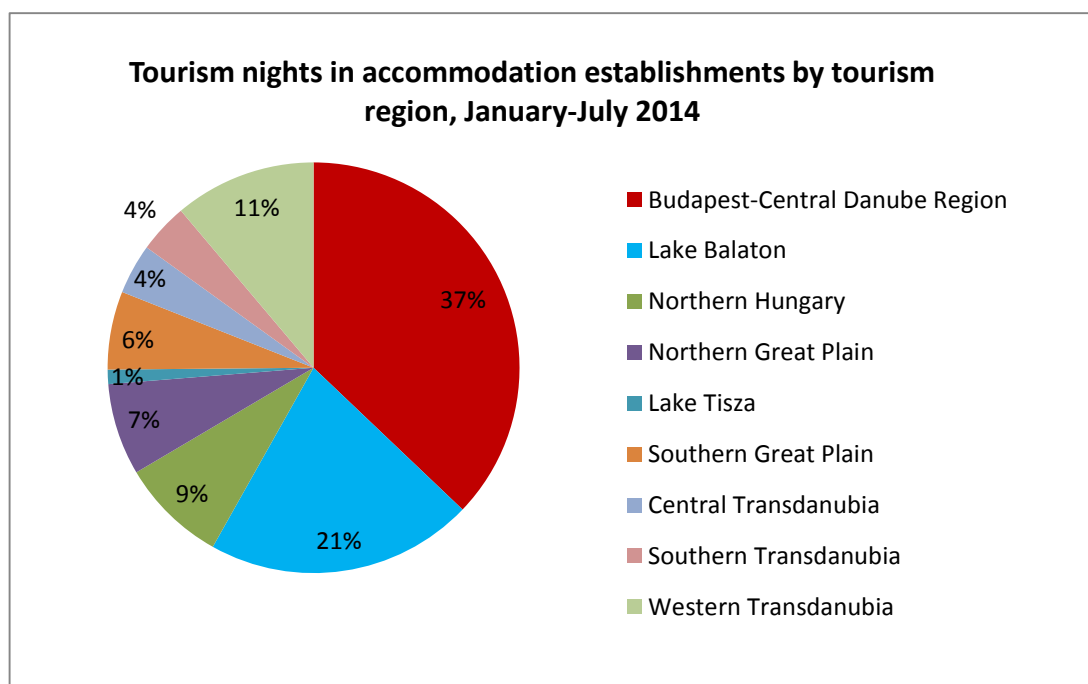 Tourism nights in accommodation establishments by tourism
region, January-July 2014
37%
21%
9%
7%
1%
6%
4%
4%
11%
Budapest-Central Danube Region
Lake Balaton
Northern Hungary
Northern Great Plain
Lake Tisza
Southern Great Plain
Central Transdanubia
Southern Transdanubia
Western Transdanubia